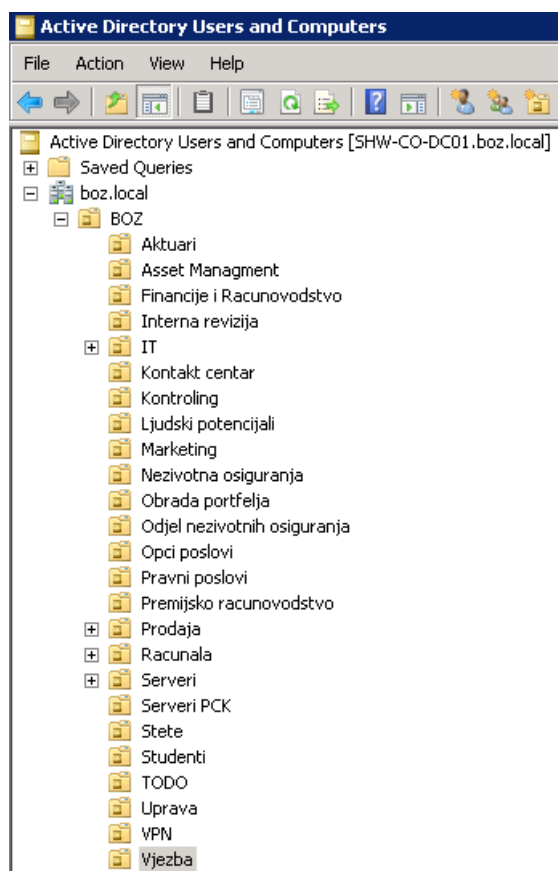 Active Directory Users and Computers
File Action View Help
Active Directory Users and Computers [SHW-CO-DC01.boz.local]
Saved Queries
boz.local
BOZ
Aktuari
Asset Managment
Financije i Racunovodstvo
Interna revizija
IT
Kontakt centar
Kontroling
Ljudski potencijali
Marketing
Nezivotna osiguranja
Obrada portfelja
Odjel nezivotnih osiguranja
Opci poslovi
Pravni poslovi
Premijsko racunovodstvo
Prodaja
Racunala
Serveri
Serveri PCK
Stete
Studenti
TODO
Uprava
VPN
Vjezba